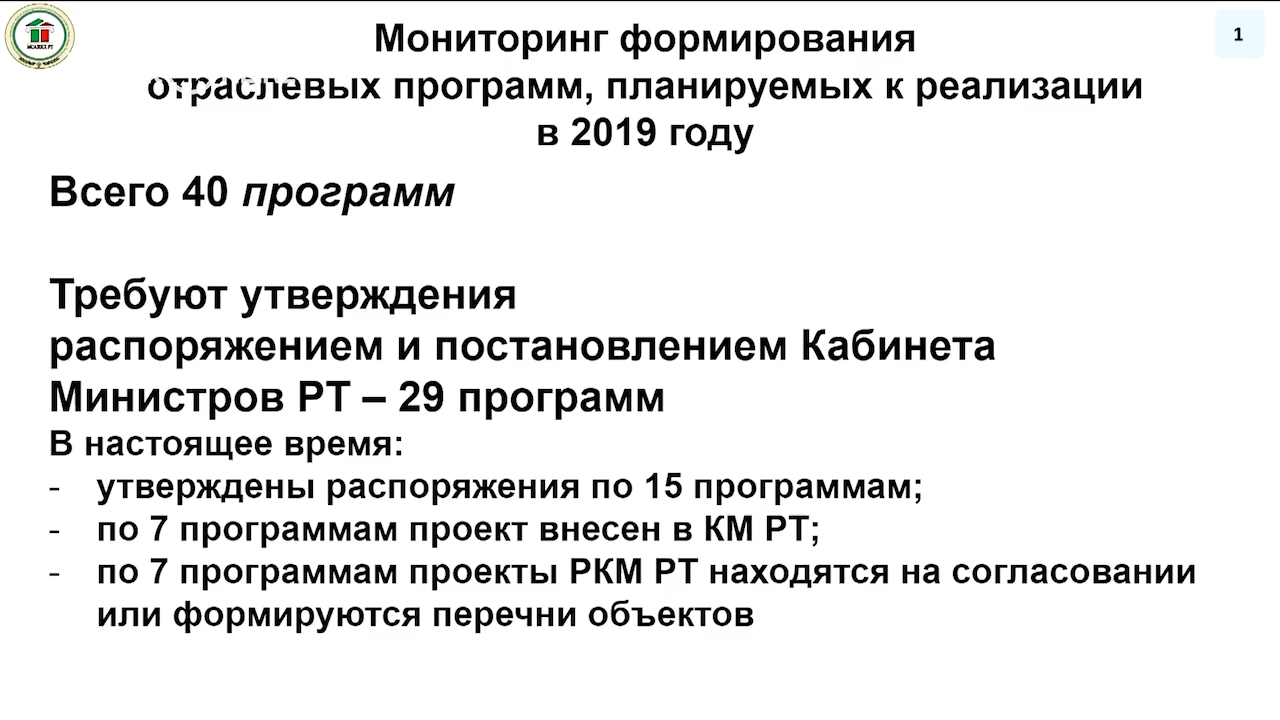 Мониторинг формирования
1
отраслевых программ, планируемых к реализации
в 2019 году
Всего 40 программ
Требуют утверждения
распоряжением и постановлением Кабинета
Министров РТ – 29 программ
В настоящее время:
- утверждены распоряжения по 15 программам;
- по 7 программам проект внесен в КМ РТ;
- по 7 программам проекты РКМ РТ находятся на согласовании
или формируются перечни объектов